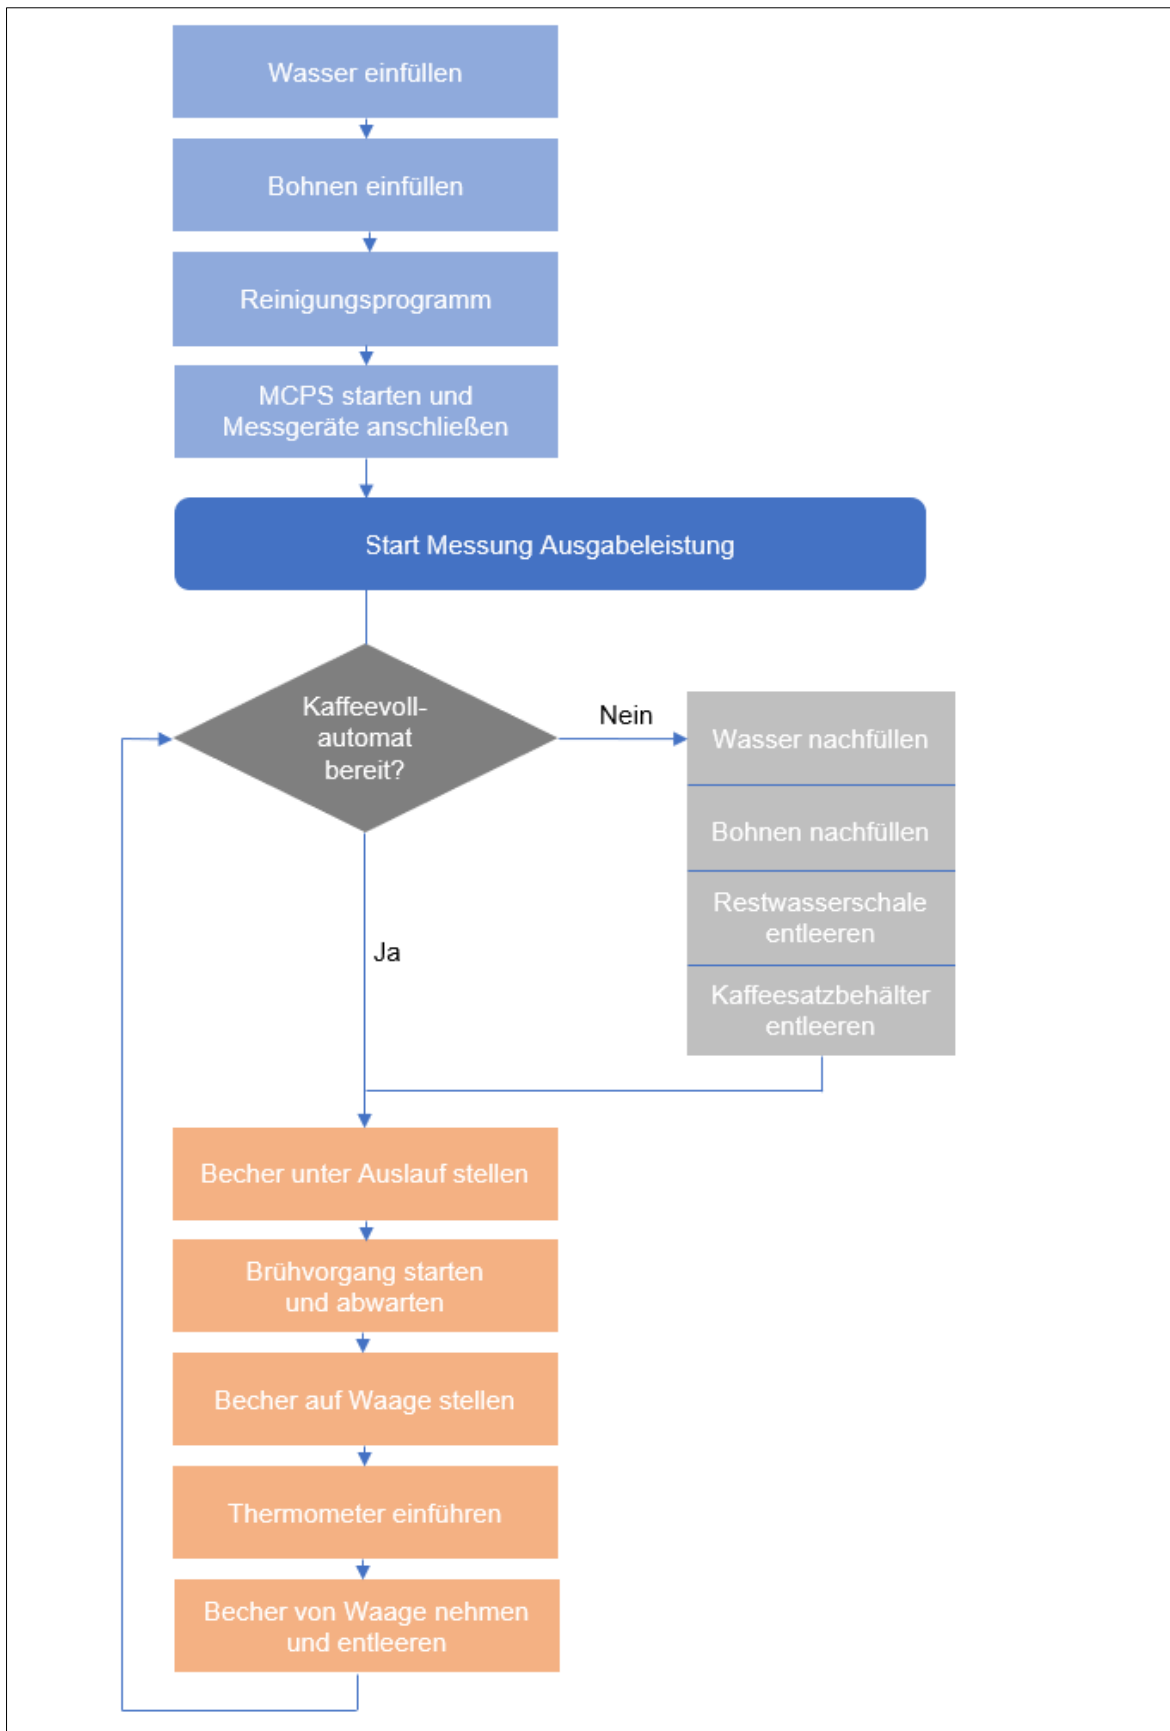 Wasser einfüllen
Bohnen einfüllen
Reinigungsprogramm
MCPS starten und
Messgeräte anschließen
Start Messung Ausgabeleistung
Kaffeevoll-
automat
bereit?
Nein
Wasser nachfüllen
Bohnen nachfüllen
Restwasserschale
entleeren
Kaffeesatzbehälter
entleeren
Ja
Becher unter Auslauf stellen
Brühvorgang starten
und abwarten
Becher auf Waage stellen
Thermometer einführen
Becher von Waage nehmen
und entleeren